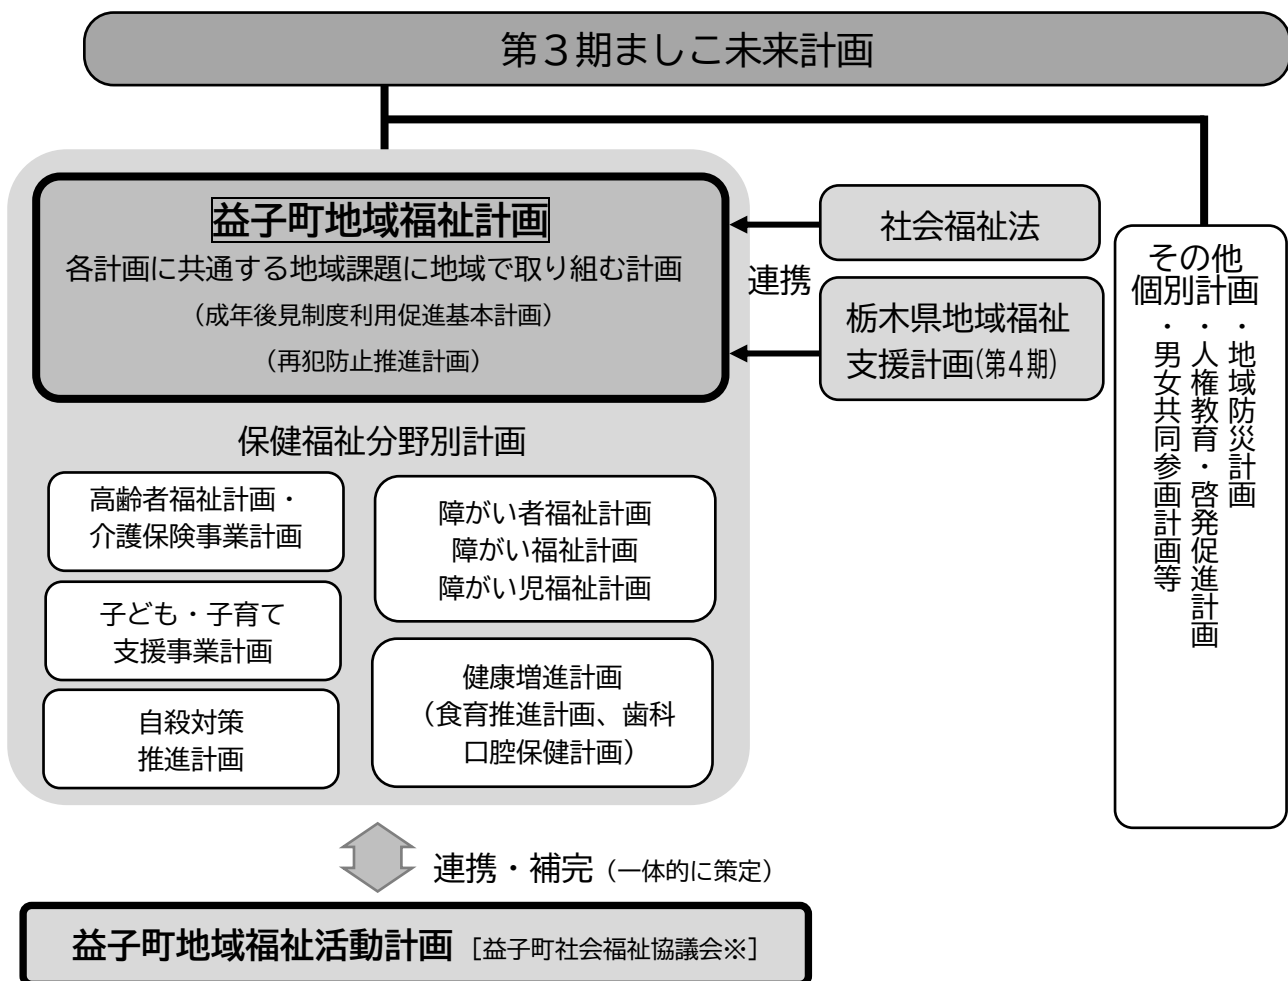 第３期ましこ未来計画
益子町地域福祉計画
各計画に共通する地域課題に地域で取り組む計画
（成年後見制度利用促進基本計画）
（再犯防止推進計画）
社会福祉法
連携
栃木県地域福祉
支援計画(第４期)
その他
個別計画
・地域防災計画
・人権教育・啓発促進計画
・男女共同参画計画等
保健福祉分野別計画
高齢者福祉計画・
介護保険事業計画
障がい者福祉計画
障がい福祉計画
障がい児福祉計画
子ども・子育て
支援事業計画
健康増進計画
（食育推進計画、歯科
口腔保健計画）
自殺対策
推進計画
連携・補完（一体的に策定）
益子町地域福祉活動計画［益子町社会福祉協議会※］